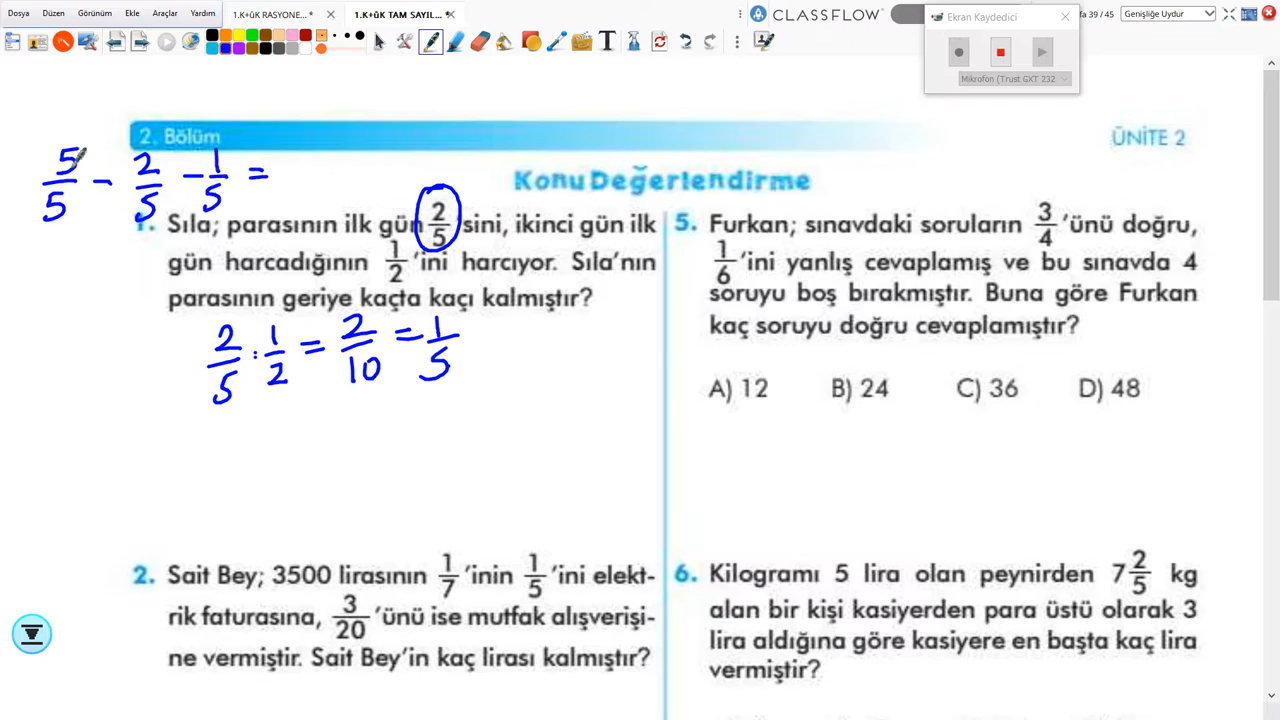 Dosya Düzen Görünüm Ekle Araçlar Yardım
1.K+ûK RASYONE... *
1.K+ûK TAM SAYIL...*
CLASSFLOW
Ekran Kaydedici
39 / 45
Genişliğe Uydur
Mikrofon (Trust GXT 232
2. Bölüm
ÜNİTE 2
Konu Değerlendirme
5/5 - 2/5 - 1/5 =
1. Sıla; parasının ilk gün 2/5 'sini, ikinci gün ilk
gün harcadığının 1/2 'ini harcıyor. Sıla'nın
parasının geriye kaçta kaçı kalmıştır?
2/5 . 1/2 = 2/10 = 1/5
2. Sait Bey; 3500 lirasının 1/7 'inin 1/5 'ini elekt-
rik faturasına, 3/20 'ünü ise mutfak alışverişi-
ne vermiştir. Sait Bey'in kaç lirası kalmıştır?
5. Furkan; sınavdaki soruların 3/4 'ünü doğru,
1/6 'ini yanlış cevaplamış ve bu sınavda 4
soruyu boş bırakmıştır. Buna göre Furkan
kaç soruyu doğru cevaplamıştır?
A) 12 B) 24 C) 36 D) 48
6. Kilogramı 5 lira olan peynirden 7 2/5 kg
alan bir kişi kasiyerden para üstü olarak 3
lira aldığına göre kasiyere en başta kaç lira
vermiştir?